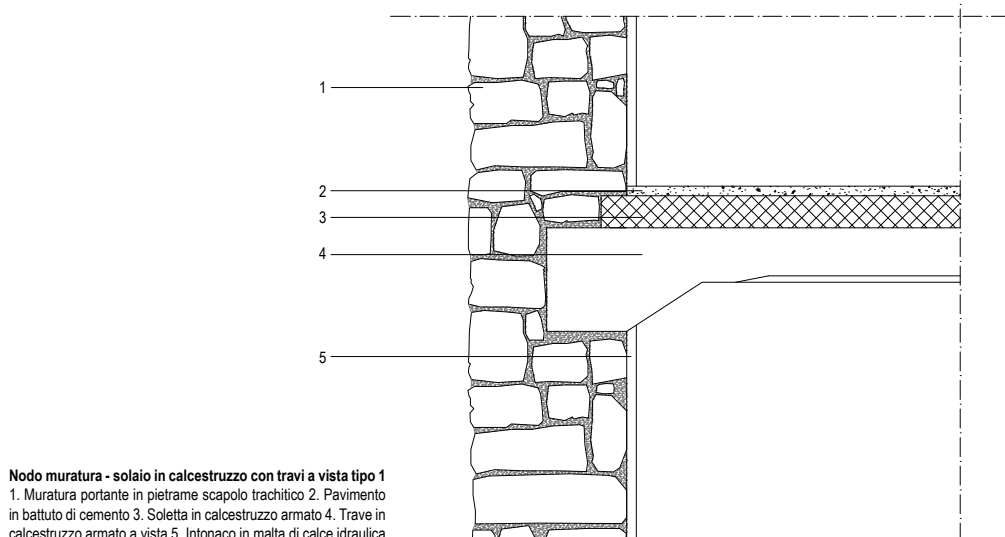 1
2
3
4
5
Nodo muratura - solaio in calcestruzzo con travi a vista tipo 1
1. Muratura portante in pietrame scapolo trachitico 2. Pavimento
in battuto di cemento 3. Soletta in calcestruzzo armato 4. Trave in
calcestruzzo armato a vista 5. Intonaco in malta di calce idraulica